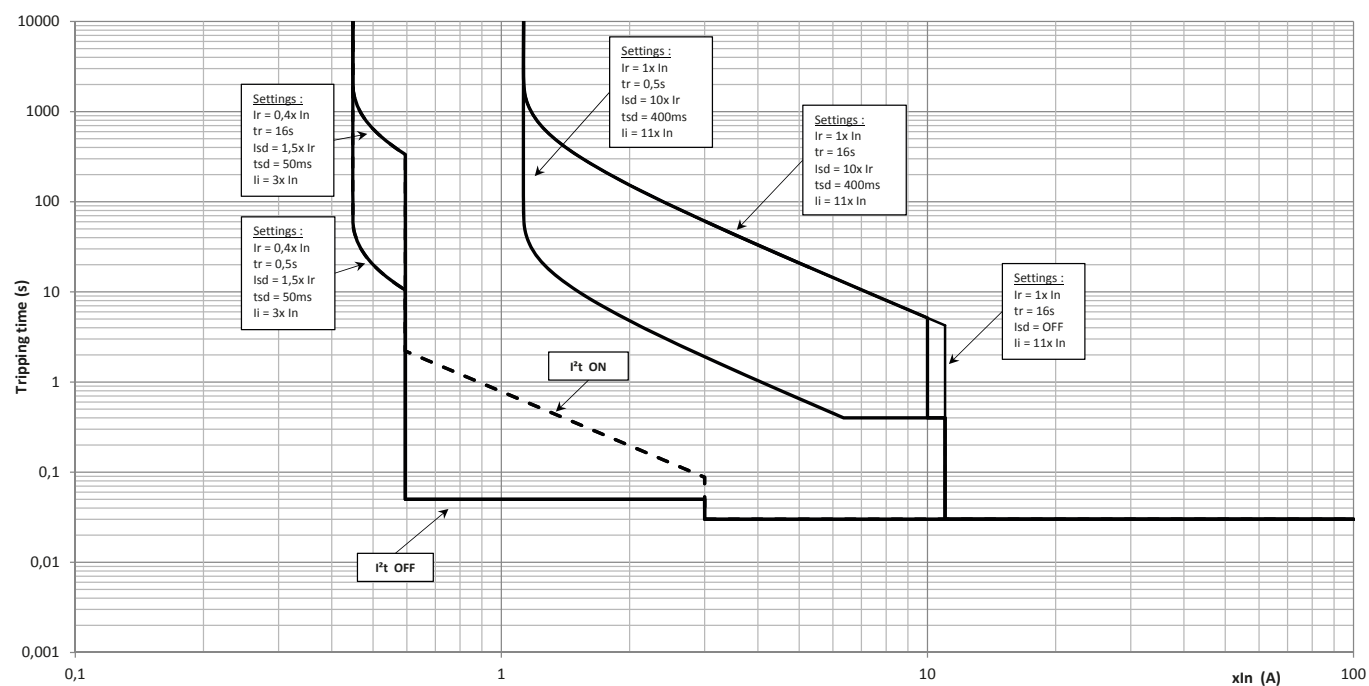 10000
1000
100
10
1
0,1
0,01
0,001
Tripping time (s)
0,1
1
10
100
xIn (A)
Settings :
Ir = 0,4x In
tr = 16s
Isd = 1,5x Ir
tsd = 50ms
Ii = 3x In
Settings :
Ir = 0,4x In
tr = 0,5s
Isd = 1,5x Ir
tsd = 50ms
Ii = 3x In
Settings :
Ir = 1x In
tr = 0,5s
Isd = 10x Ir
tsd = 400ms
Ii = 11x In
Settings :
Ir = 1x In
tr = 16s
Isd = 10x Ir
tsd = 400ms
Ii = 11x In
Settings :
Ir = 1x In
tr = 16s
Isd = OFF
Ii = 11x In
I²t ON
I²t OFF